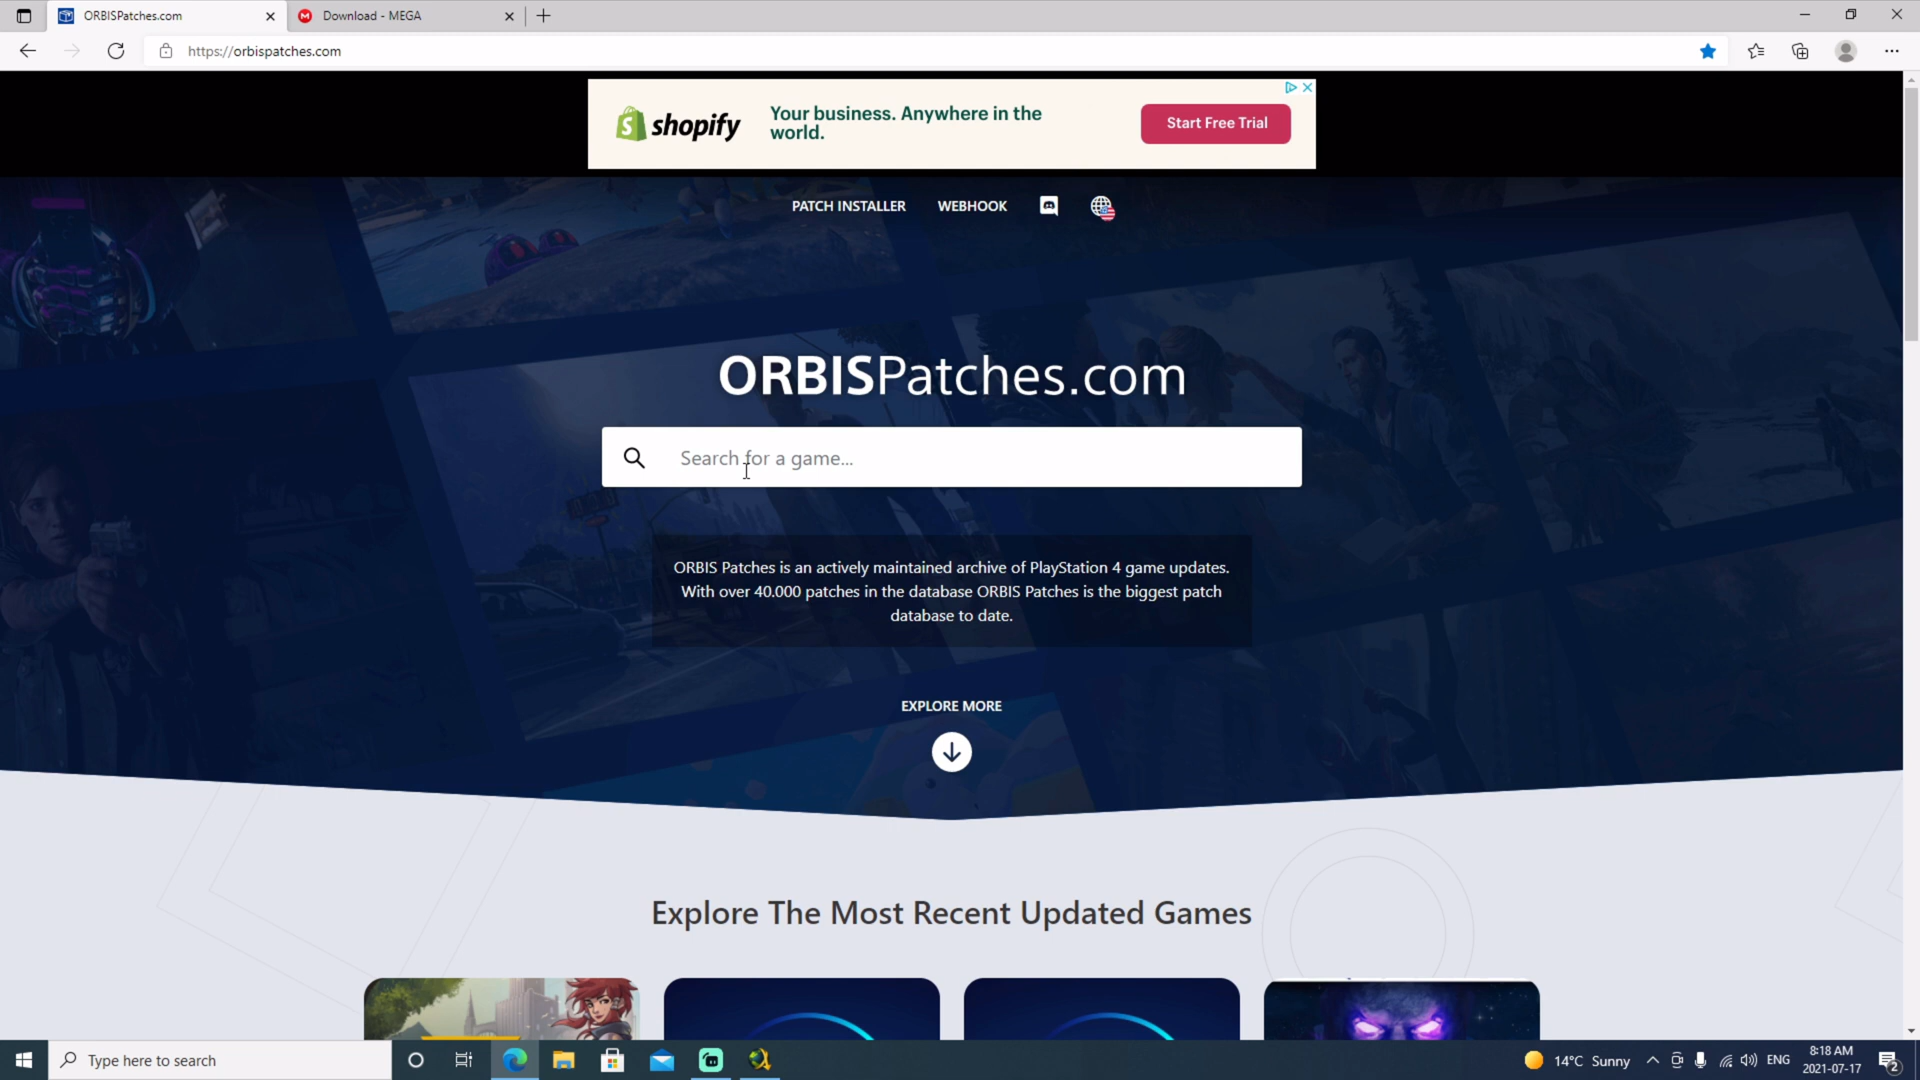 ORBISPatches.com
Download - MEGA
https://orbispatches.com
shopify
Your business. Anywhere in the
world.
Start Free Trial
PATCH INSTALLER
WEBHOOK
ORBISPatches.com
Search for a game...
ORBIS Patches is an actively maintained archive of PlayStation 4 game updates.
With over 40.000 patches in the database ORBIS Patches is the biggest patch
database to date.
EXPLORE MORE
Explore The Most Recent Updated Games
Type here to search
14°C Sunny
ENG
8:18 AM
2021-07-17
2